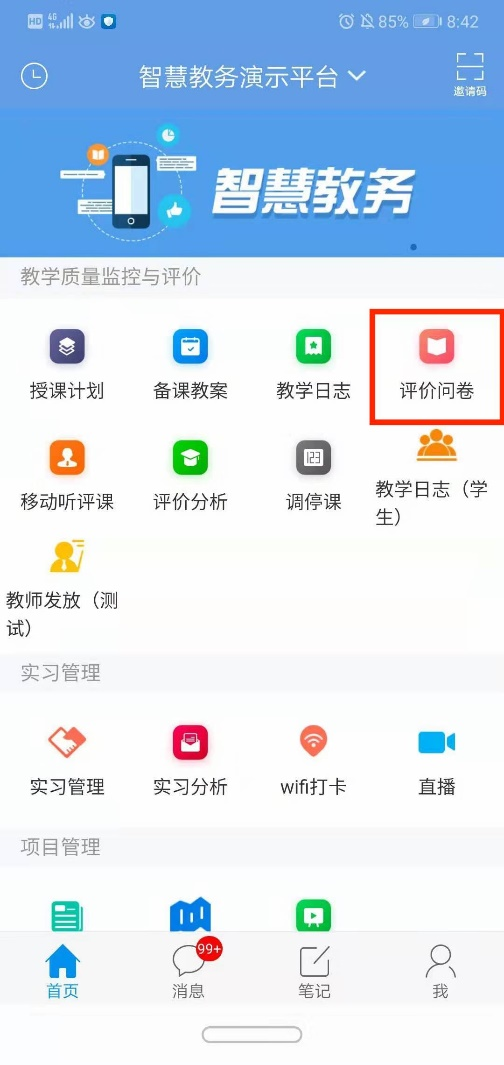 HD 4G 85% 8:42
智慧教务演示平台
邀请码
智慧教务
教学质量监控与评价
授课计划 备课教案 教学日志 评价问卷
移动听评课 评价分析 调停课 教学日志（学
生）
教师发放（测
试）
实习管理
实习管理 实习分析 wifi打卡 直播
项目管理
99+
首页 消息 笔记 我